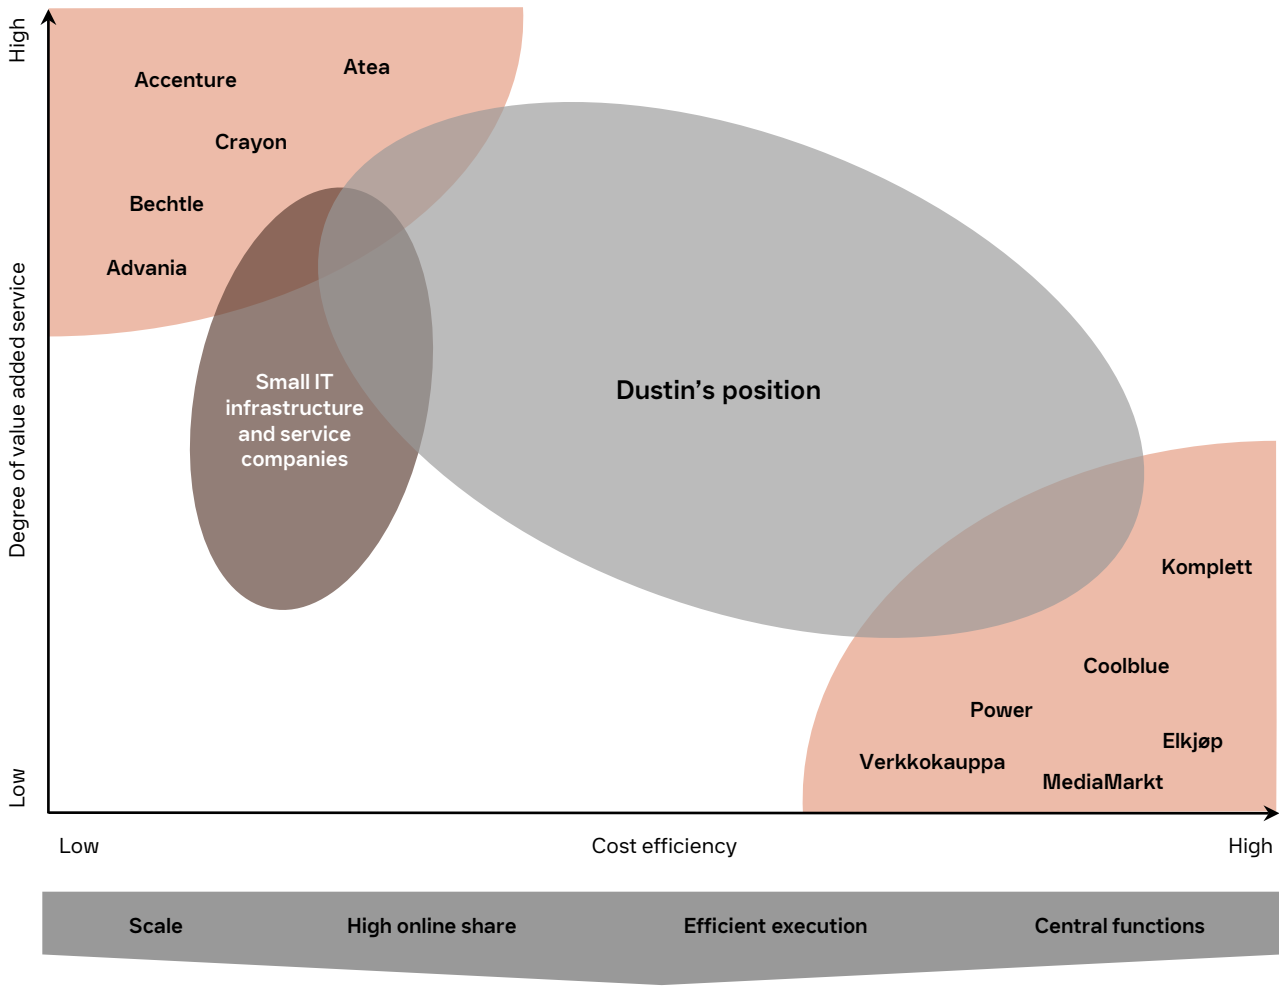 High
Accenture
Atea
Crayon
Bechtle
Advania
Degree of value added service
Small IT
infrastructure
and service
companies
Dustin’s position
Komplett
Coolblue
Power
Elkjøp
Verkkokauppa
MediaMarkt
Low
Low
Cost efficiency
High
Scale
High online share
Efficient execution
Central functions